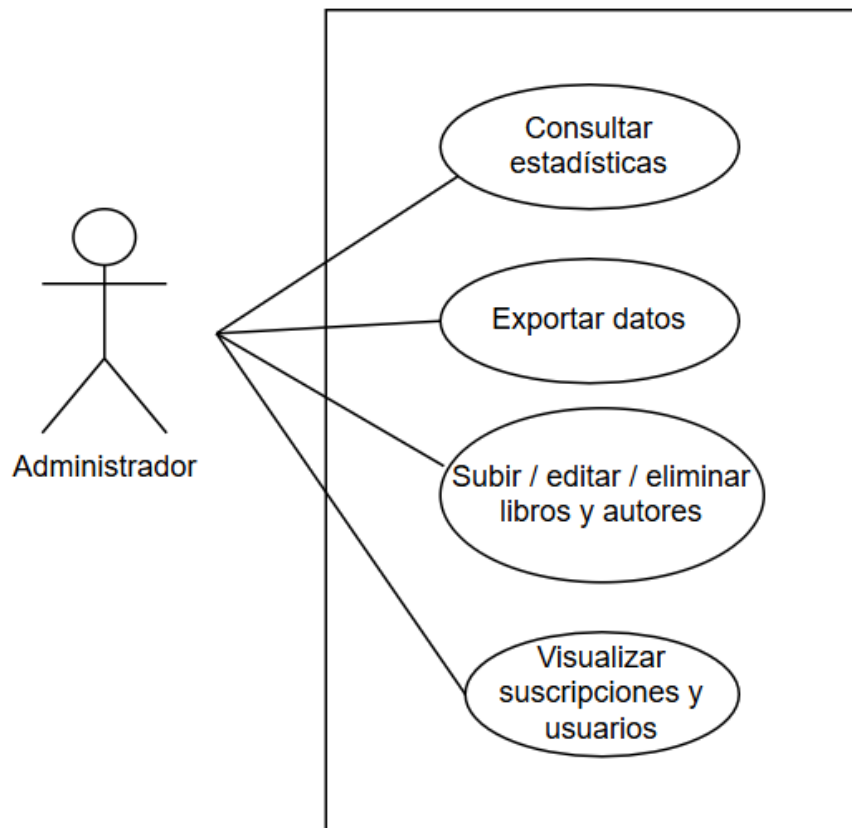 Consultar
estadísticas
Exportar datos
Administrador
Subir / editar / eliminar
libros y autores
Visualizar
suscripciones y
usuarios